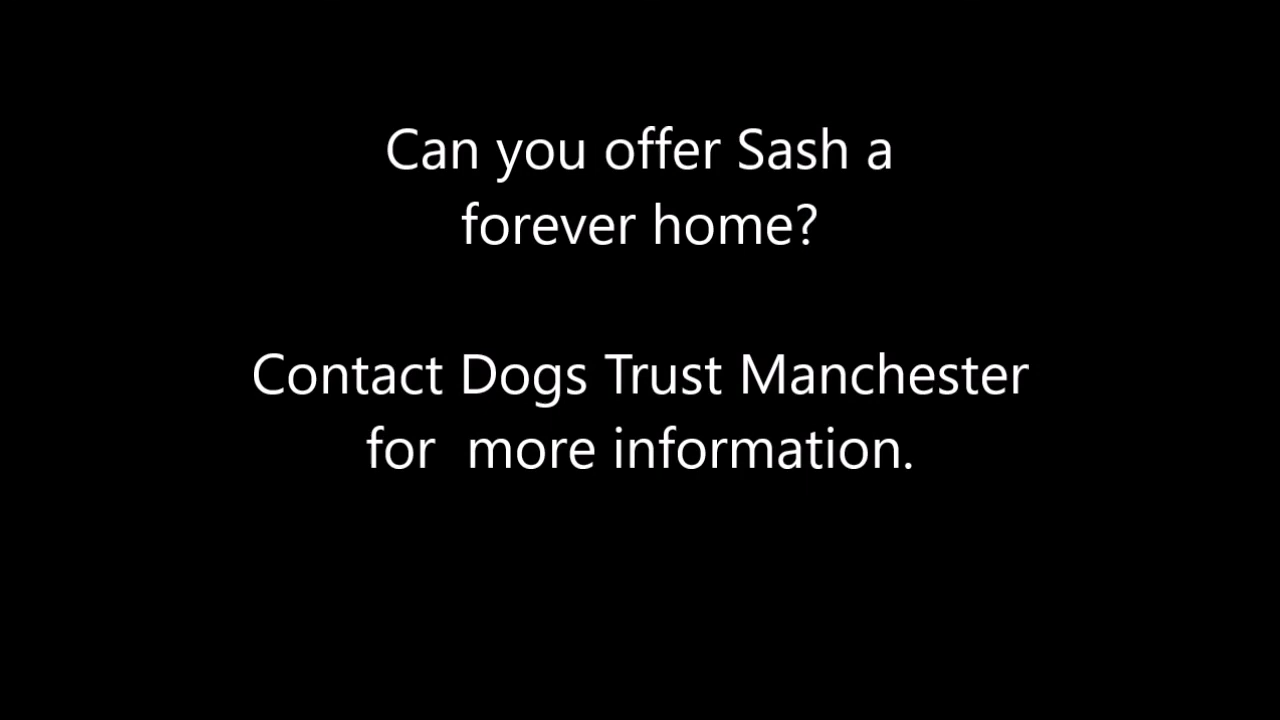 Can you offer Sash a
forever home?
Contact Dogs Trust Manchester
for  more information.